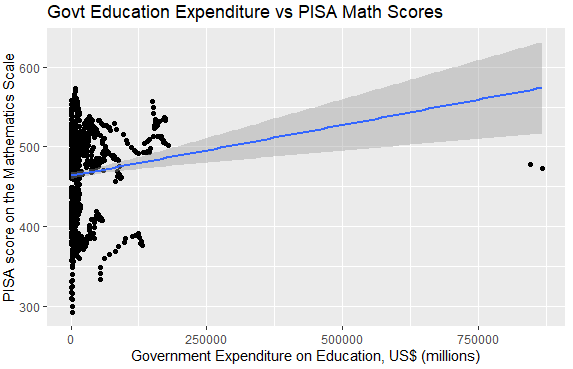 Govt Education Expenditure vs PISA Math Scores
PISA score on the Mathematics Scale
600
500
400
300
0
250000
500000
750000
Government Expenditure on Education, US$ (millions)